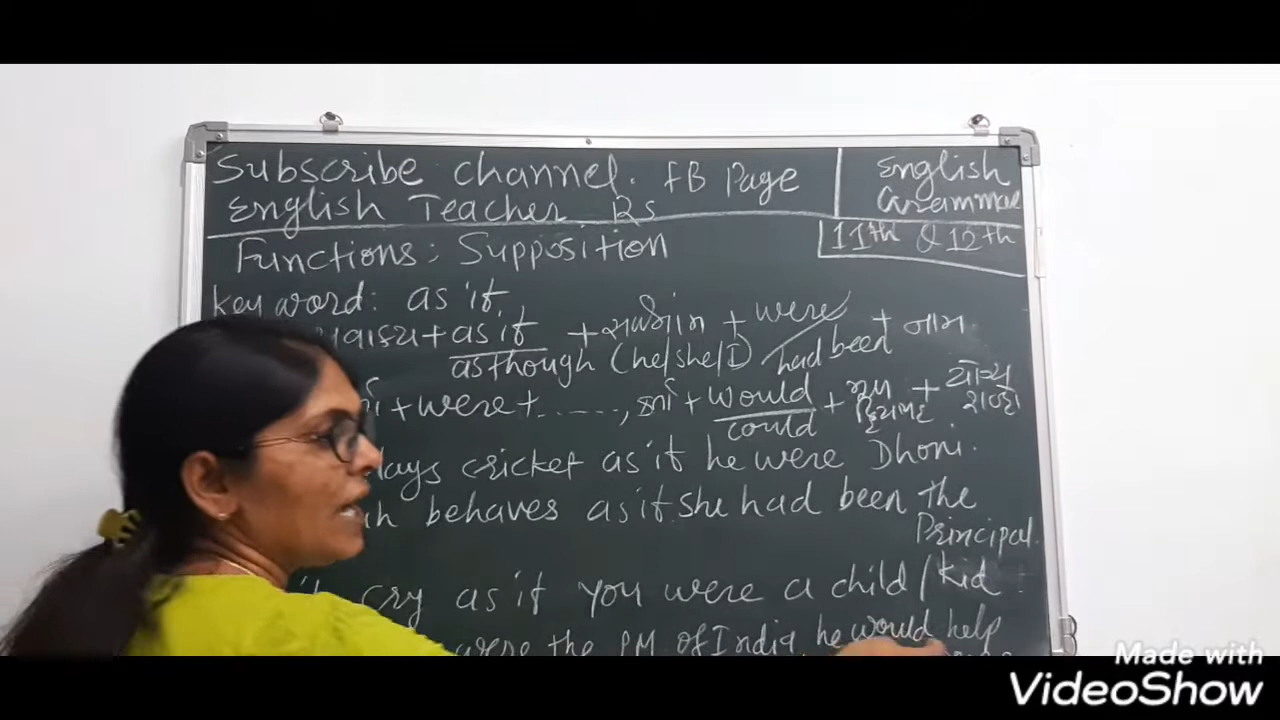 Subscribe channel. FB Page
English Teacher Rs
English
Grammar
11th & 12th
Functions: Supposition
key word: as if
+ as if + સર્વનામ + were + નામ
as though (he/she/I) had been
+ were + ......, કર્તા + would + મૂળ + યોગ્ય
could ક્રિયાપદ શબ્દો
cricket as if he were Dhoni.
behaves as if she had been the
Principal.
cry as if you were a child / kid
were the PM of India, he would help
Made with
VideoShow